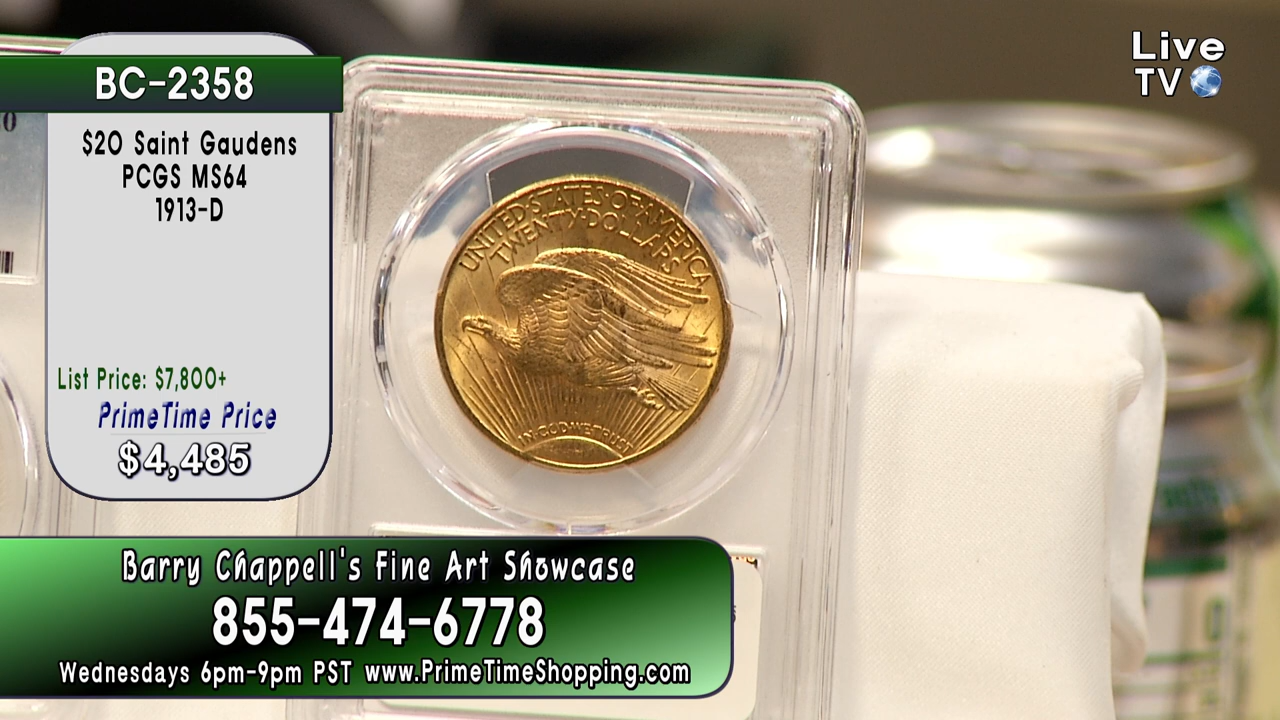 BC-2358
$20 Saint Gaudens
PCGS MS64
1913-D
List Price: $7,800+
PrimeTime Price
$4,485
Live
TV
UNITED·STATES·OF·AMERICA
TWENTY·DOLLARS
IN GOD WE TRUST
Barry Chappell's Fine Art Showcase
855-474-6778
Wednesdays 6pm-9pm PST www.PrimeTimeShopping.com